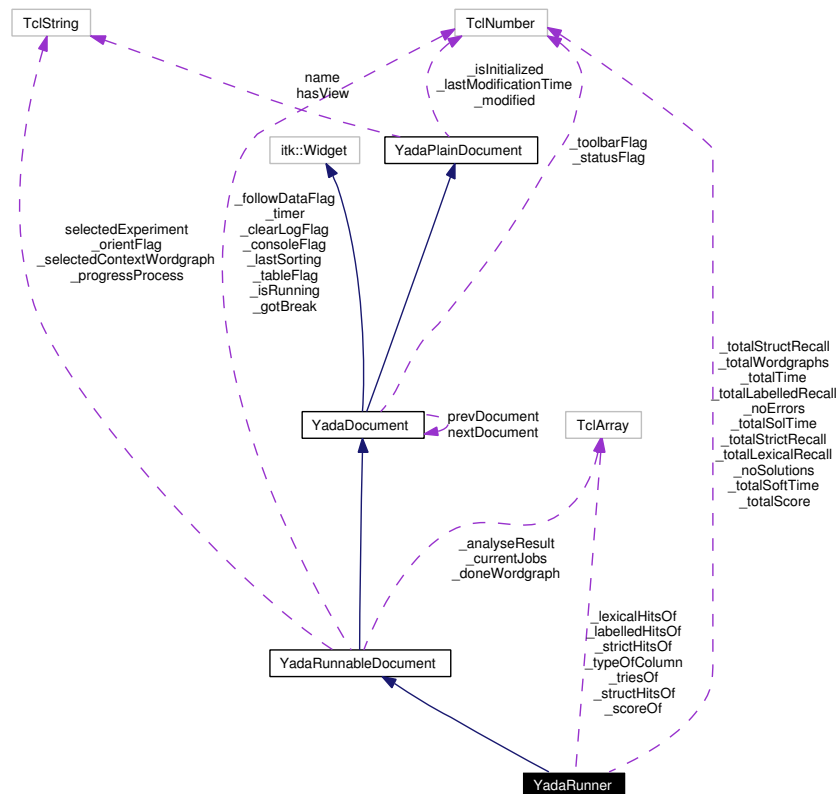 TclString
TclNumber
name
hasView
_isInitialized
_lastModificationTime
_modified
itk::Widget
YadaPlainDocument
_toolbarFlag
_statusFlag
_followDataFlag
_timer
_clearLogFlag
_consoleFlag
_lastSorting
_tableFlag
_isRunning
_gotBreak
selectedExperiment
_orientFlag
_selectedContextWordgraph
_progressProcess
_totalStructRecall
_totalWordgraphs
_totalTime
_totalLabelledRecall
_noErrors
_totalSolTime
_totalStrictRecall
_totalLexicalRecall
_noSolutions
_totalSoftTime
_totalScore
YadaDocument
prevDocument
nextDocument
TclArray
_analyseResult
_currentJobs
_doneWordgraph
_lexicalHitsOf
_labelledHitsOf
_strictHitsOf
_typeOfColumn
_triesOf
_structHitsOf
_scoreOf
YadaRunnableDocument
YadaRunner